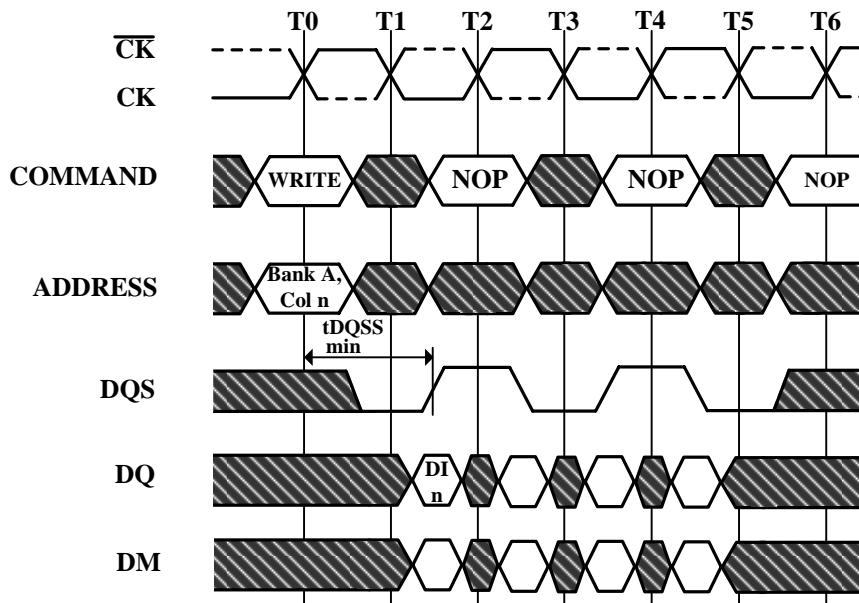 T0 T1 T2 T3 T4 T5 T6
CK
CK
COMMAND WRITE NOP NOP NOP
ADDRESS Bank A,
Col n
tDQSS
min
DQS
DQ DI
n
DM